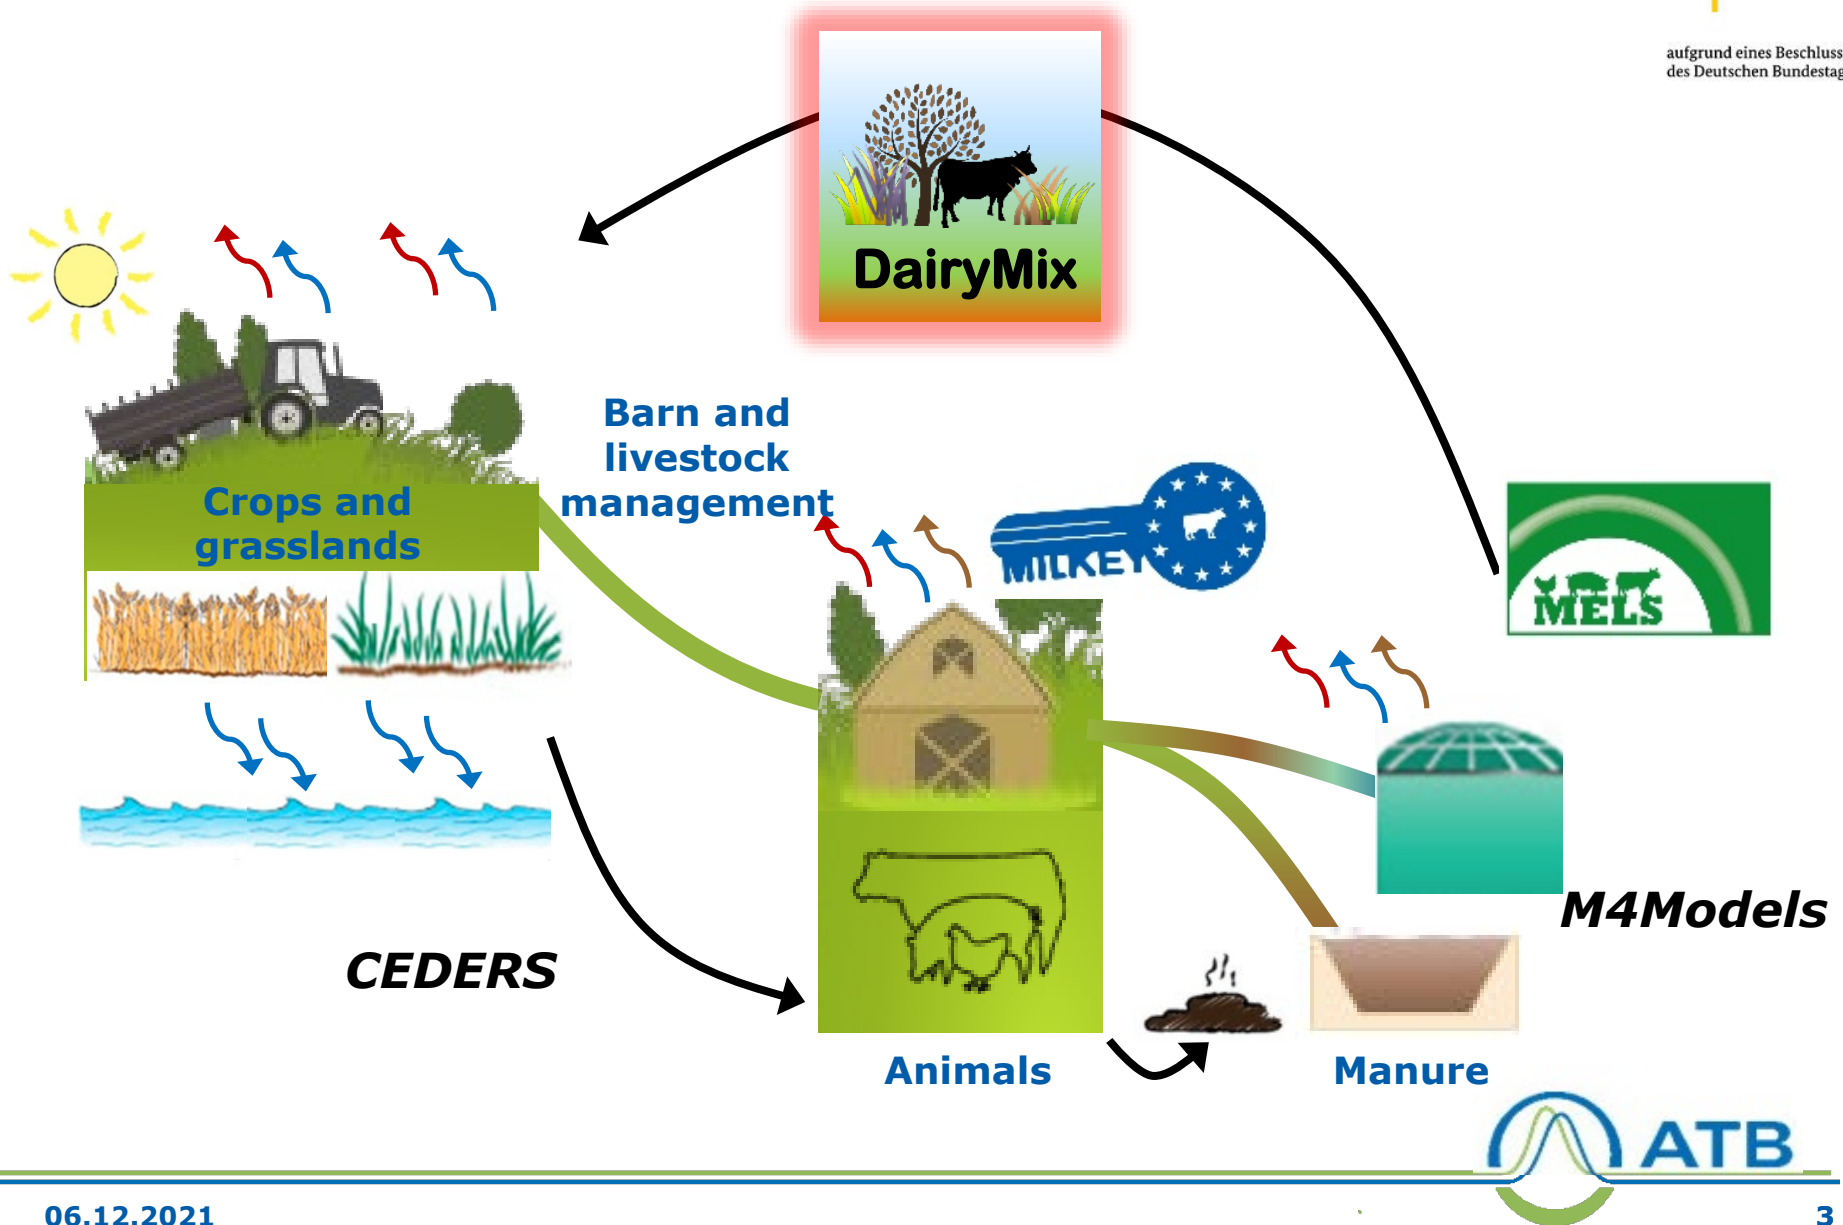 aufgrund eines Beschluss
des Deutschen Bundestag
DairyMix
Barn and
livestock
management
Crops and
grasslands
MILKEY
MELS
M4Models
CEDERS
Animals
Manure
ATB
06.12.2021
3